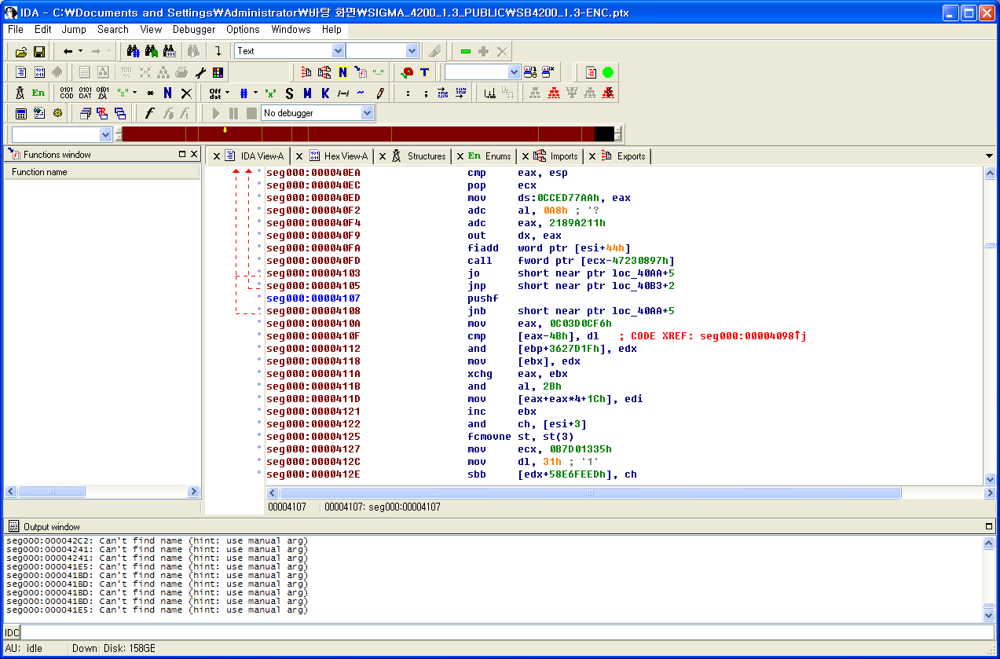 IDA - C:₩Documents and Settings₩Administrator₩바탕 화면₩SIGMA_4200_1.3_PUBLIC₩SB4200_1.3-ENC.ptx
File Edit Jump Search View Debugger Options Windows Help
Text
En
No debugger
Functions window
IDA View-A Hex View-A Structures En Enums Imports Exports
Function name
seg000:000040EA cmp eax, esp
seg000:000040EC pop ecx
seg000:000040ED mov ds:0CCED77AAh, eax
seg000:000040F2 adc al, 0A8h ; '?
seg000:000040F4 adc eax, 2189A211h
seg000:000040F9 out dx, eax
seg000:000040FA fiadd word ptr [esi+44h]
seg000:000040FD call fword ptr [ecx-47230897h]
seg000:00004103 jo short near ptr loc_40AA+5
seg000:00004105 jnp short near ptr loc_40B3+2
seg000:00004107 pushf
seg000:00004108 jnb short near ptr loc_40AA+5
seg000:0000410A mov eax, 0C03D0CF6h
seg000:0000410F cmp [eax-4Bh], dl ; CODE XREF: seg000:00004098↑j
seg000:00004112 and [ebp+3627D1Fh], edx
seg000:00004118 mov [ebx], edx
seg000:0000411A xchg eax, ebx
seg000:0000411B and al, 2Bh
seg000:0000411D mov [eax+eax*4+1Ch], edi
seg000:00004121 inc ebx
seg000:00004122 and ch, [esi+3]
seg000:00004125 fcmovne st, st(3)
seg000:00004127 mov ecx, 0B7D01335h
seg000:0000412C mov dl, 31h ; '1'
seg000:0000412E sbb [edx+58E6FEEDh], ch
00004107 00004107: seg000:00004107
Output window
seg000:000042C2: Can't find name (hint: use manual arg)
seg000:00004241: Can't find name (hint: use manual arg)
seg000:00004241: Can't find name (hint: use manual arg)
seg000:000041E5: Can't find name (hint: use manual arg)
seg000:000041BD: Can't find name (hint: use manual arg)
seg000:000041BD: Can't find name (hint: use manual arg)
seg000:000041BD: Can't find name (hint: use manual arg)
seg000:000041BD: Can't find name (hint: use manual arg)
seg000:000041E5: Can't find name (hint: use manual arg)
IDC
AU: idle Down Disk: 158GE